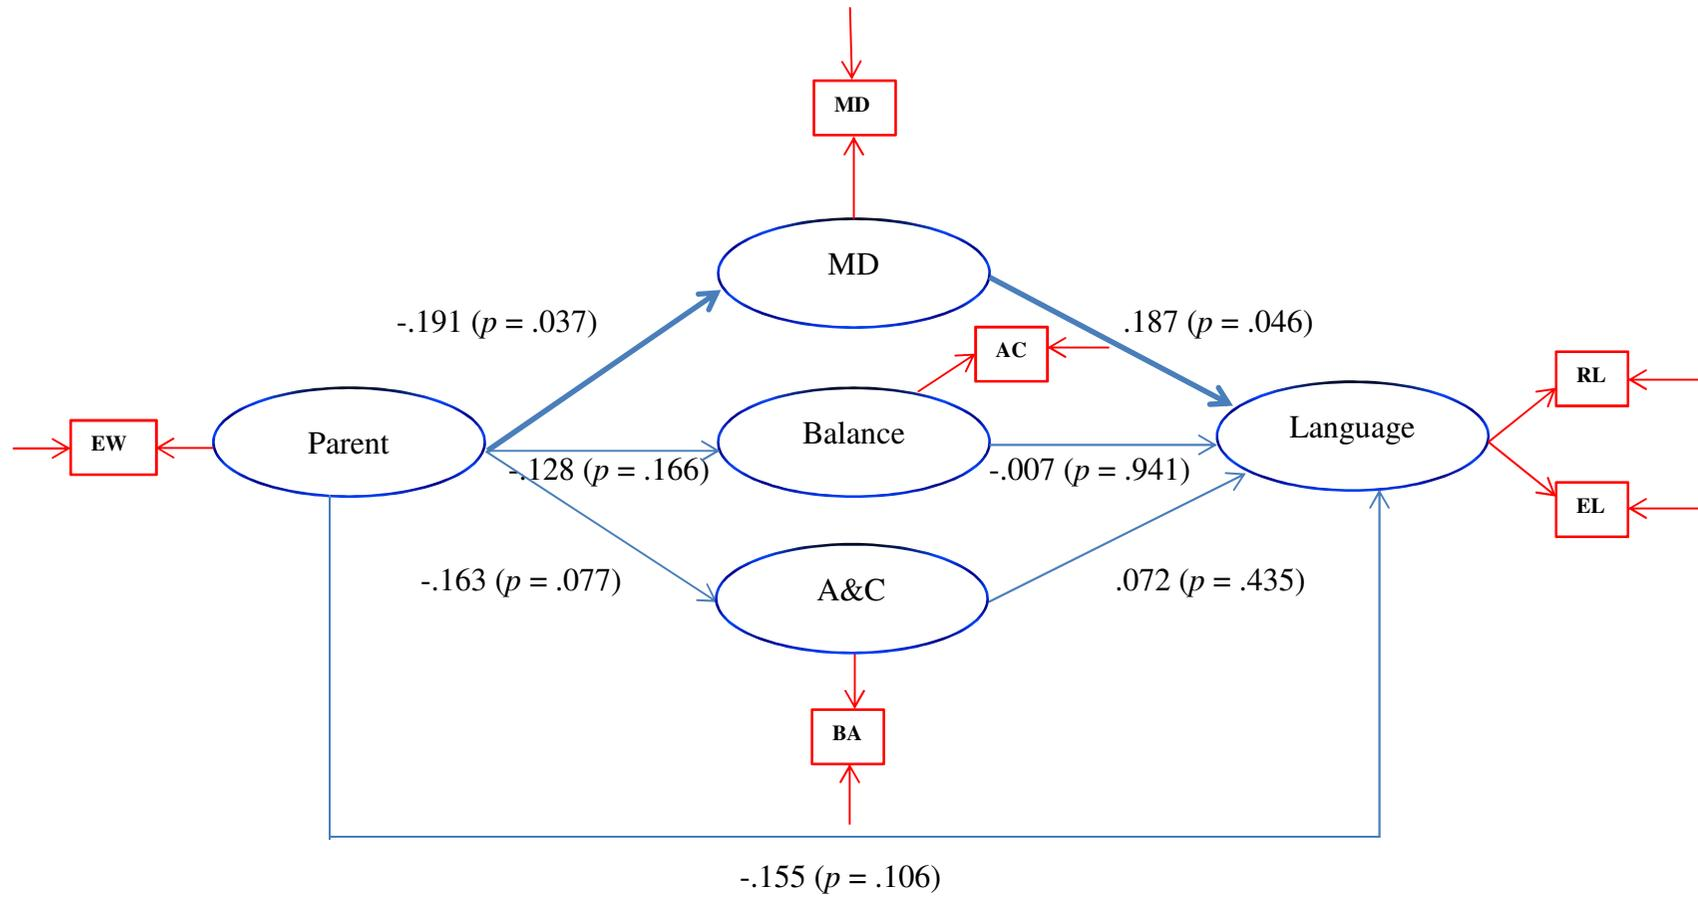 MD
MD
-.191 (p = .037)
.187 (p = .046)
AC
RL
EW
Parent
Balance
Language
-.128 (p = .166)
-.007 (p = .941)
EL
-.163 (p = .077)
A&C
.072 (p = .435)
BA
-.155 (p = .106)